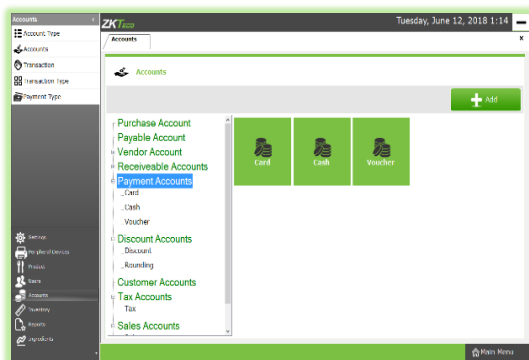 Accounts
Account Type
Accounts
Transaction
Transaction Type
Payment Type
Settings
Peripheral Devices
Product
Users
Accounts
Inventory
Reports
Ingredients
ZKTeco
Tuesday, June 12, 2018 1:14
Accounts
x
Accounts
Add
Purchase Account
Payable Account
Vendor Account
Receiveable Accounts
Payment Accounts
Card
Cash
Voucher
Discount Accounts
Discount
Rounding
Customer Accounts
Tax Accounts
Tax
Sales Accounts
Card
Cash
Voucher
Main Menu